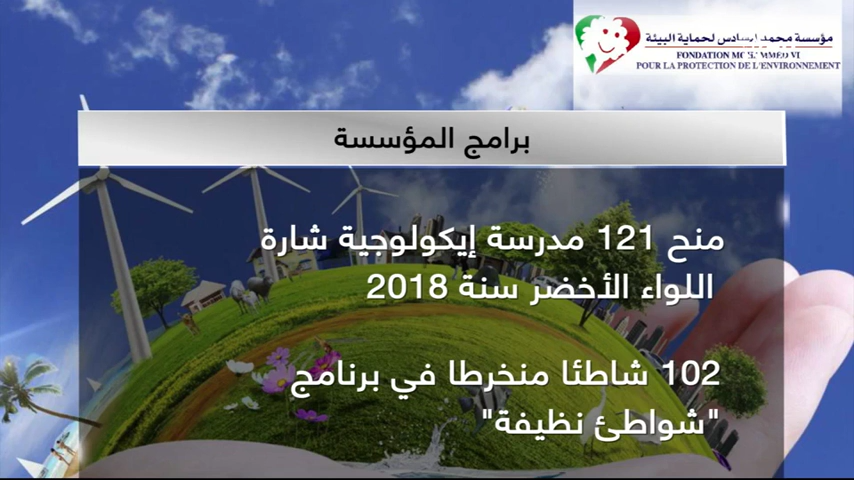 مؤسسة محمد السادس لحماية البيئة
FONDATION MOHAMMED VI
POUR LA PROTECTION DE L'ENVIRONNEMENT
برامج المؤسسة
منح 121 مدرسة إيكولوجية شارة
اللواء الأخضر سنة 2018
102 شاطئا منخرطا في برنامج
"شواطئ نظيفة"